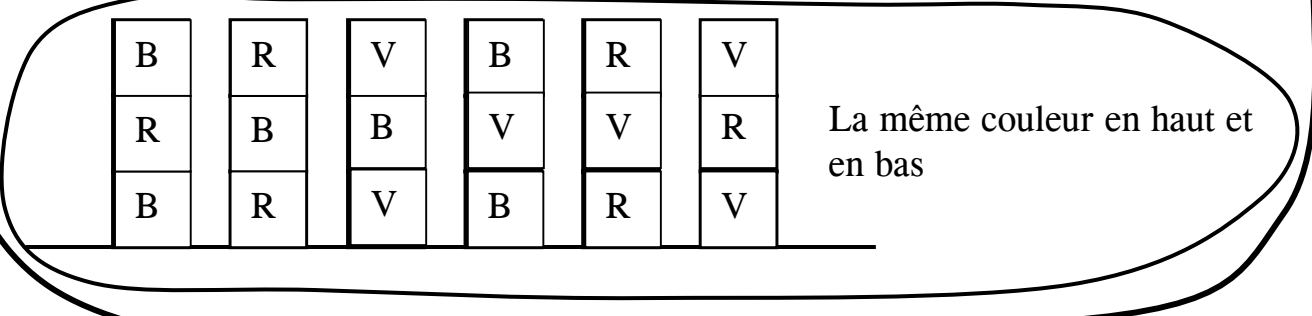 B R V B R V
R B B V V R
B R V B R V
La même couleur en haut et
en bas